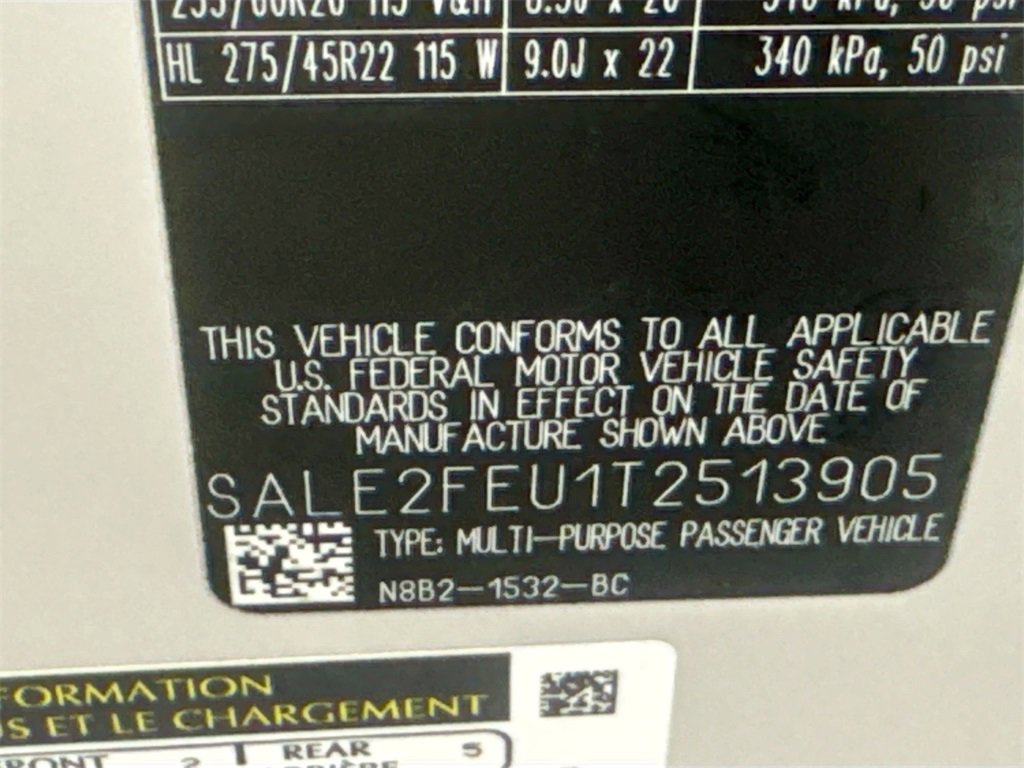 HL 275/45R22 115 W 9.0J x 22 340 kPa, 50 psi
THIS VEHICLE CONFORMS TO ALL APPLICABLE
U.S. FEDERAL MOTOR VEHICLE SAFETY
STANDARDS IN EFFECT ON THE DATE OF
MANUFACTURE SHOWN ABOVE
SALE2FEU1T2513905
TYPE: MULTI-PURPOSE PASSENGER VEHICLE
N8B2-1532-BC
ET LE CHARGEMENT
REAR 5